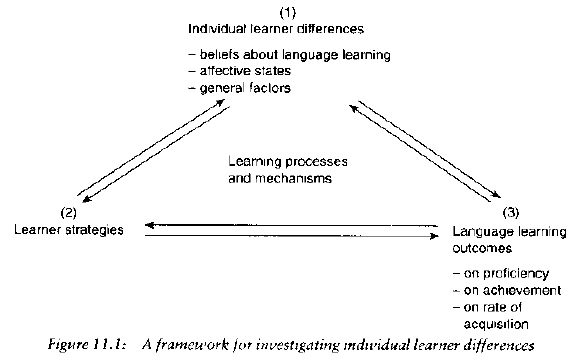 (1)
Individual learner differences
– beliefs about language learning
– affective states
– general factors
Learning processes
and mechanisms
(2)
Learner strategies
(3)
Language learning
outcomes
– on proficiency
– on achievement
– on rate of
acquisition
Figure 11.1: A framework for investigating individual learner differences